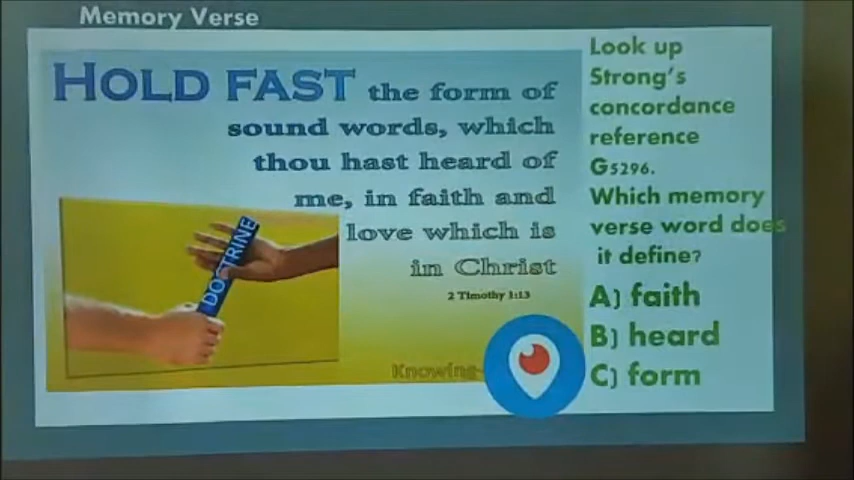 Memory Verse
HOLD FAST the form of
sound words, which
thou hast heard of
me, in faith and
love which is
in Christ
2 Timothy 1:13
DOCTRINE
Knowing
Look up
Strong's
concordance
reference
G5296.
Which memory
verse word does
it define?
A) faith
B) heard
C) form